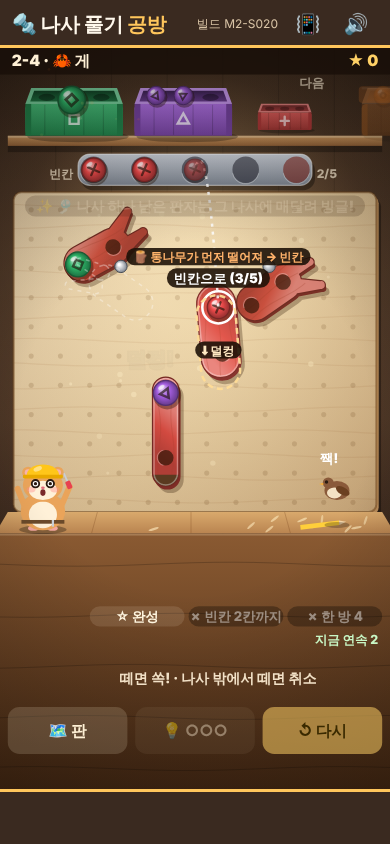 나사 풀기 공방
빌드 M2-S020
2-4 · 게
★ 0
다음
빈칸
2/5
통나무가 먼저 떨어져 → 빈칸
빈칸으로 (3/5)
⬇덜컹
짹!
☆ 완성
× 빈칸 2칸까지
× 한 방 4
지금 연속 2
떼면 쏙! · 나사 밖에서 떼면 취소
판
다시